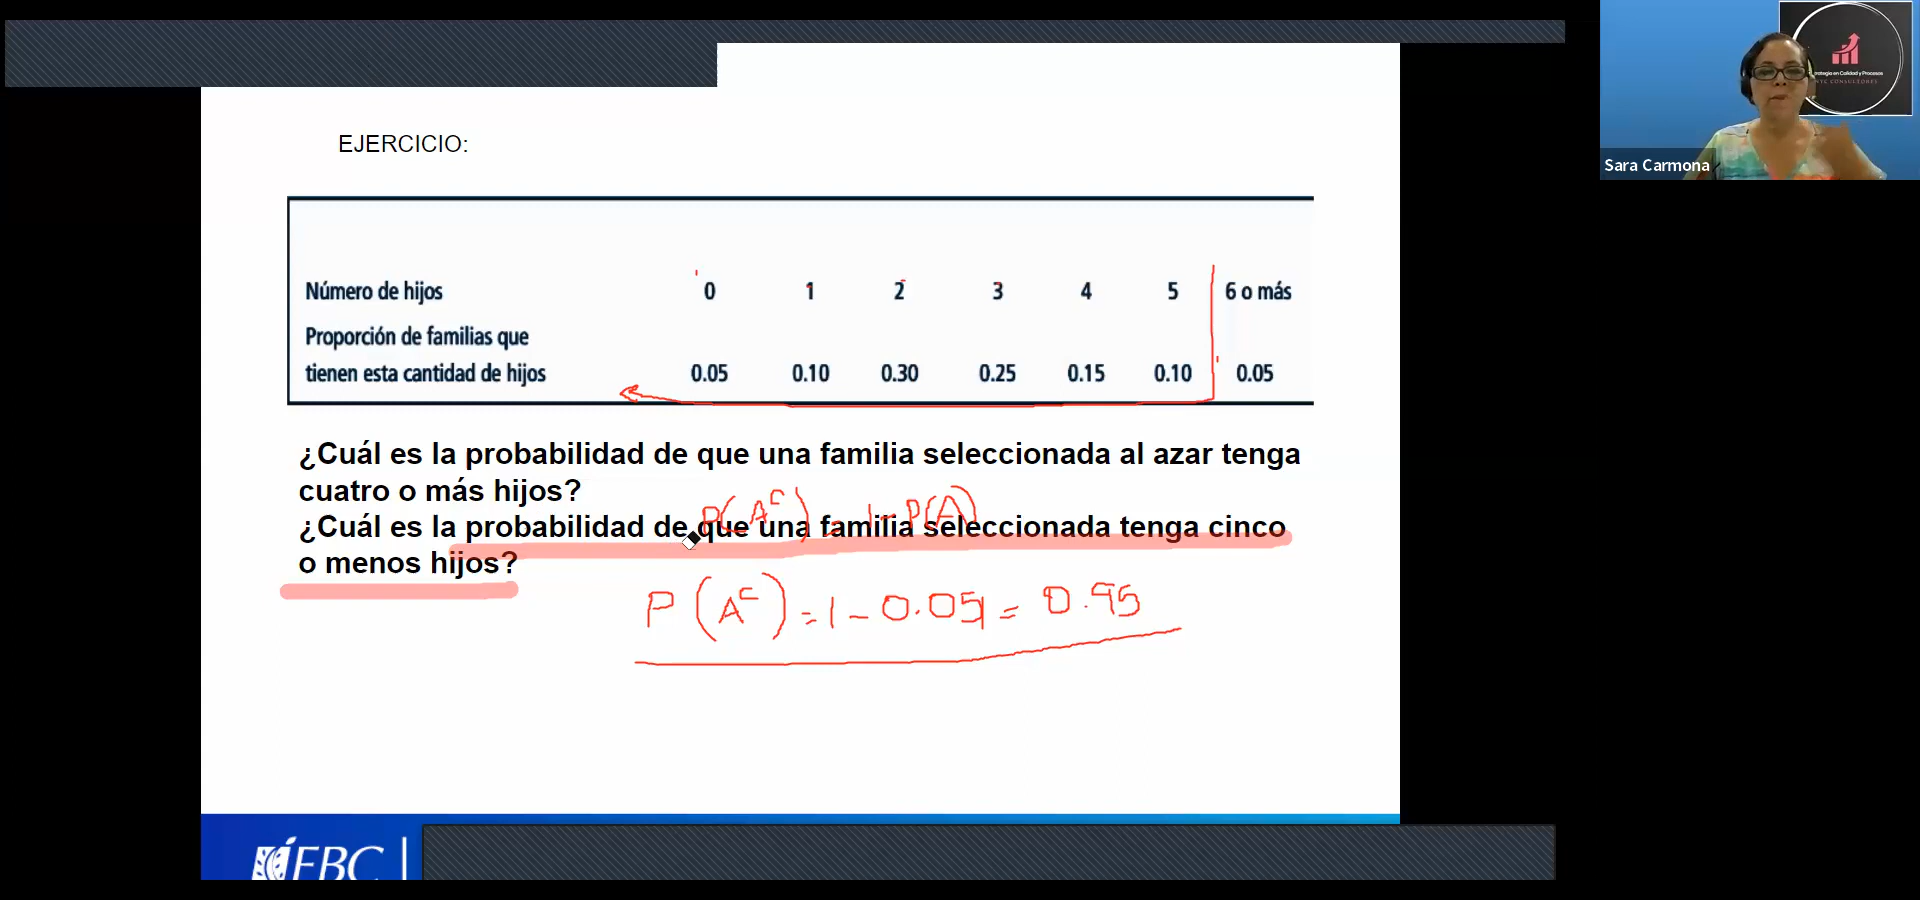 EJERCICIO:
Número de hijos 0 1 2 3 4 5 6 o más
Proporción de familias que
tienen esta cantidad de hijos 0.05 0.10 0.30 0.25 0.15 0.10 0.05
¿Cuál es la probabilidad de que una familia seleccionada al azar tenga
cuatro o más hijos?
P(Aᶜ) = 1 - P(A)
¿Cuál es la probabilidad de que una familia seleccionada tenga cinco
o menos hijos?
P(Aᶜ) = 1 - 0.05 = 0.95
EBC
Sara Carmona